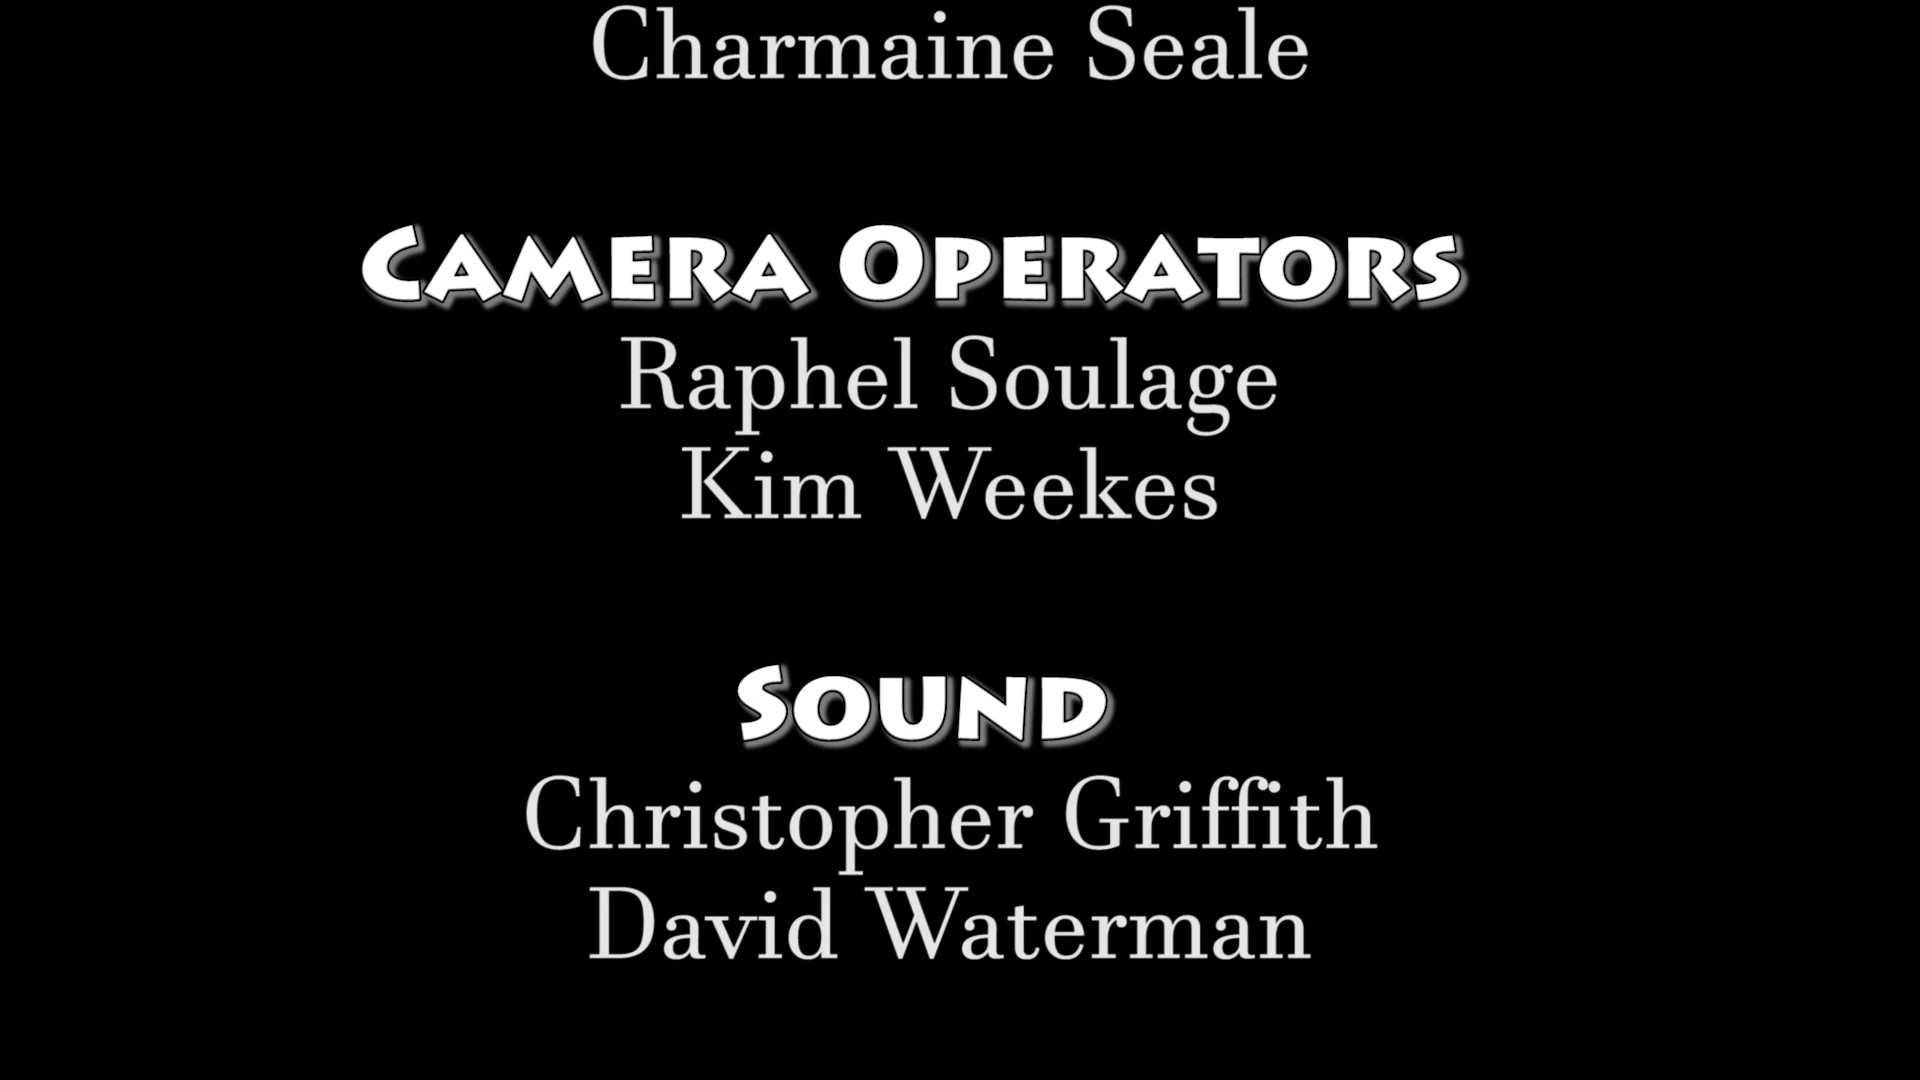 Charmaine Seale
Camera Operators
Raphel Soulage
Kim Weekes
Sound
Christopher Griffith
David Waterman